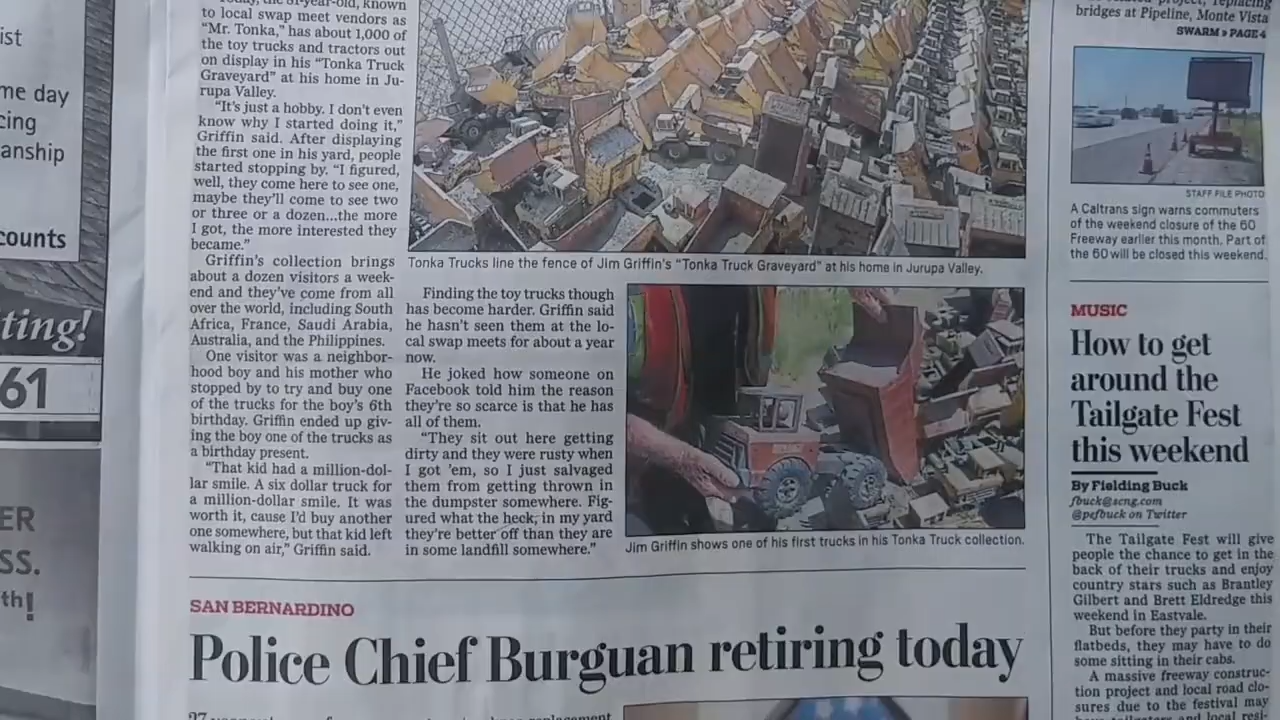 ist
me day
cing
anship
counts
ting!
61
ER
SS.
th!
to local swap meet vendors as
"Mr. Tonka," has about 1,000 of
the toy trucks and tractors out
on display in his "Tonka Truck
Graveyard" at his home in Ju-
rupa Valley.
"It's just a hobby. I don't even
know why I started doing it,"
Griffin said. After displaying
the first one in his yard, people
started stopping by. "I figured,
well, they come here to see one,
maybe they'll come to see two
or three or a dozen...the more
I got, the more interested they
became."
Griffin's collection brings
about a dozen visitors a week-
end and they've come from all
over the world, including South
Africa, France, Saudi Arabia,
Australia, and the Philippines.
One visitor was a neighbor-
hood boy and his mother who
stopped by to try and buy one
of the trucks for the boy's 6th
birthday. Griffin ended up giv-
ing the boy one of the trucks as
a birthday present.
"That kid had a million-dol-
lar smile. A six dollar truck for
a million-dollar smile. It was
worth it, cause I'd buy another
one somewhere, but that kid left
walking on air," Griffin said.
Tonka Trucks line the fence of Jim Griffin's "Tonka Truck Graveyard" at his home in Jurupa Valley.
Finding the toy trucks though
has become harder. Griffin said
he hasn't seen them at the lo-
cal swap meets for about a year
now.
He joked how someone on
Facebook told him the reason
they're so scarce is that he has
all of them.
"They sit out here getting
dirty and they were rusty when
I got 'em, so I just salvaged
them from getting thrown in
the dumpster somewhere. Fig-
ured what the heck, in my yard
they're better off than they are
in some landfill somewhere."
Jim Griffin shows one of his first trucks in his Tonka Truck collection.
SAN BERNARDINO
Police Chief Burguan retiring today
bridges at Pipeline, Monte Vista
SWARM » PAGE 4
STAFF FILE PHOTO
A Caltrans sign warns commuters
of the weekend closure of the 60
Freeway earlier this month. Part of
the 60 will be closed this weekend.
MUSIC
How to get
around the
Tailgate Fest
this weekend
By Fielding Buck
fbuck@scng.com
@pefbuck on Twitter
The Tailgate Fest will give
people the chance to get in the
back of their trucks and enjoy
country stars such as Brantley
Gilbert and Brett Eldredge this
weekend in Eastvale.
But before they party in their
flatbeds, they may have to do
some sitting in their cabs.
A massive freeway construc-
tion project and local road clo-
sures due to the festival may